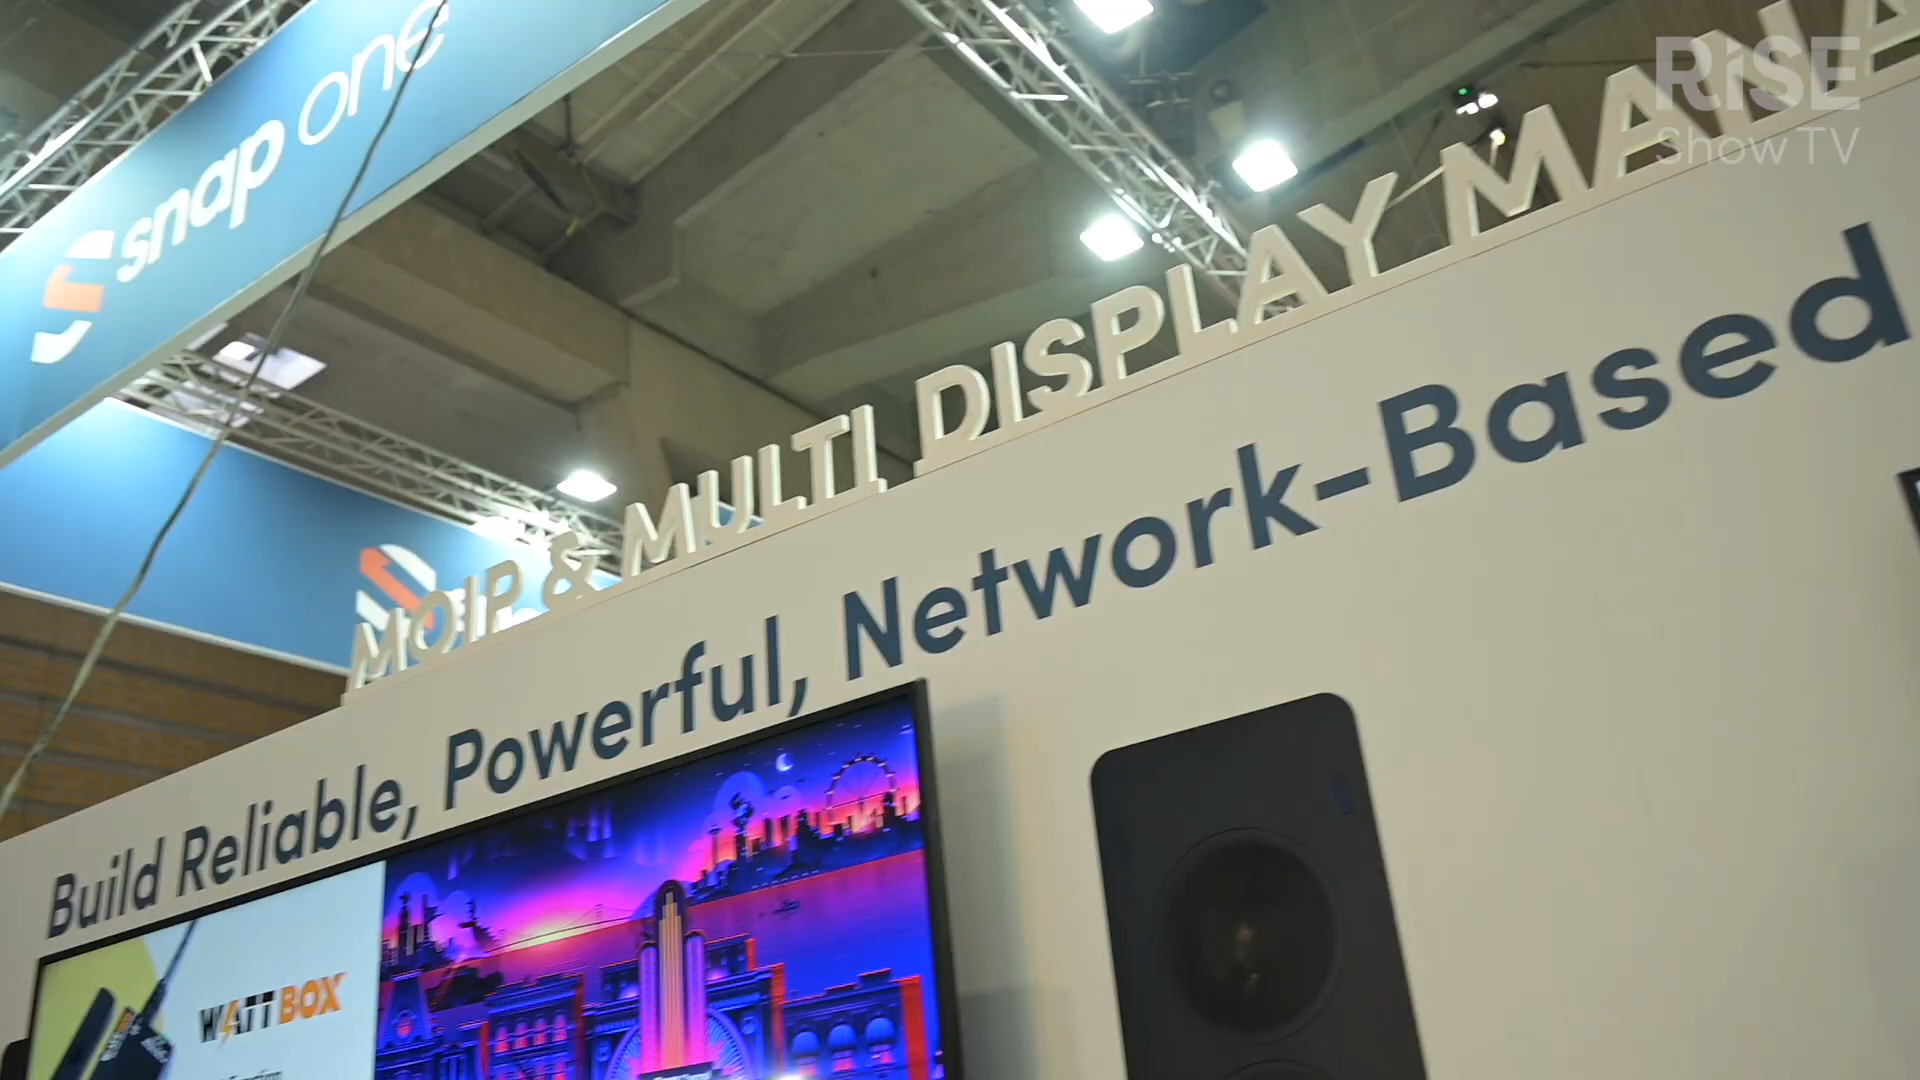 snap one
RISE
Show TV
MOIP & MULTI DISPLAY MANA
Build Reliable, Powerful, Network-Based
WATTBOX